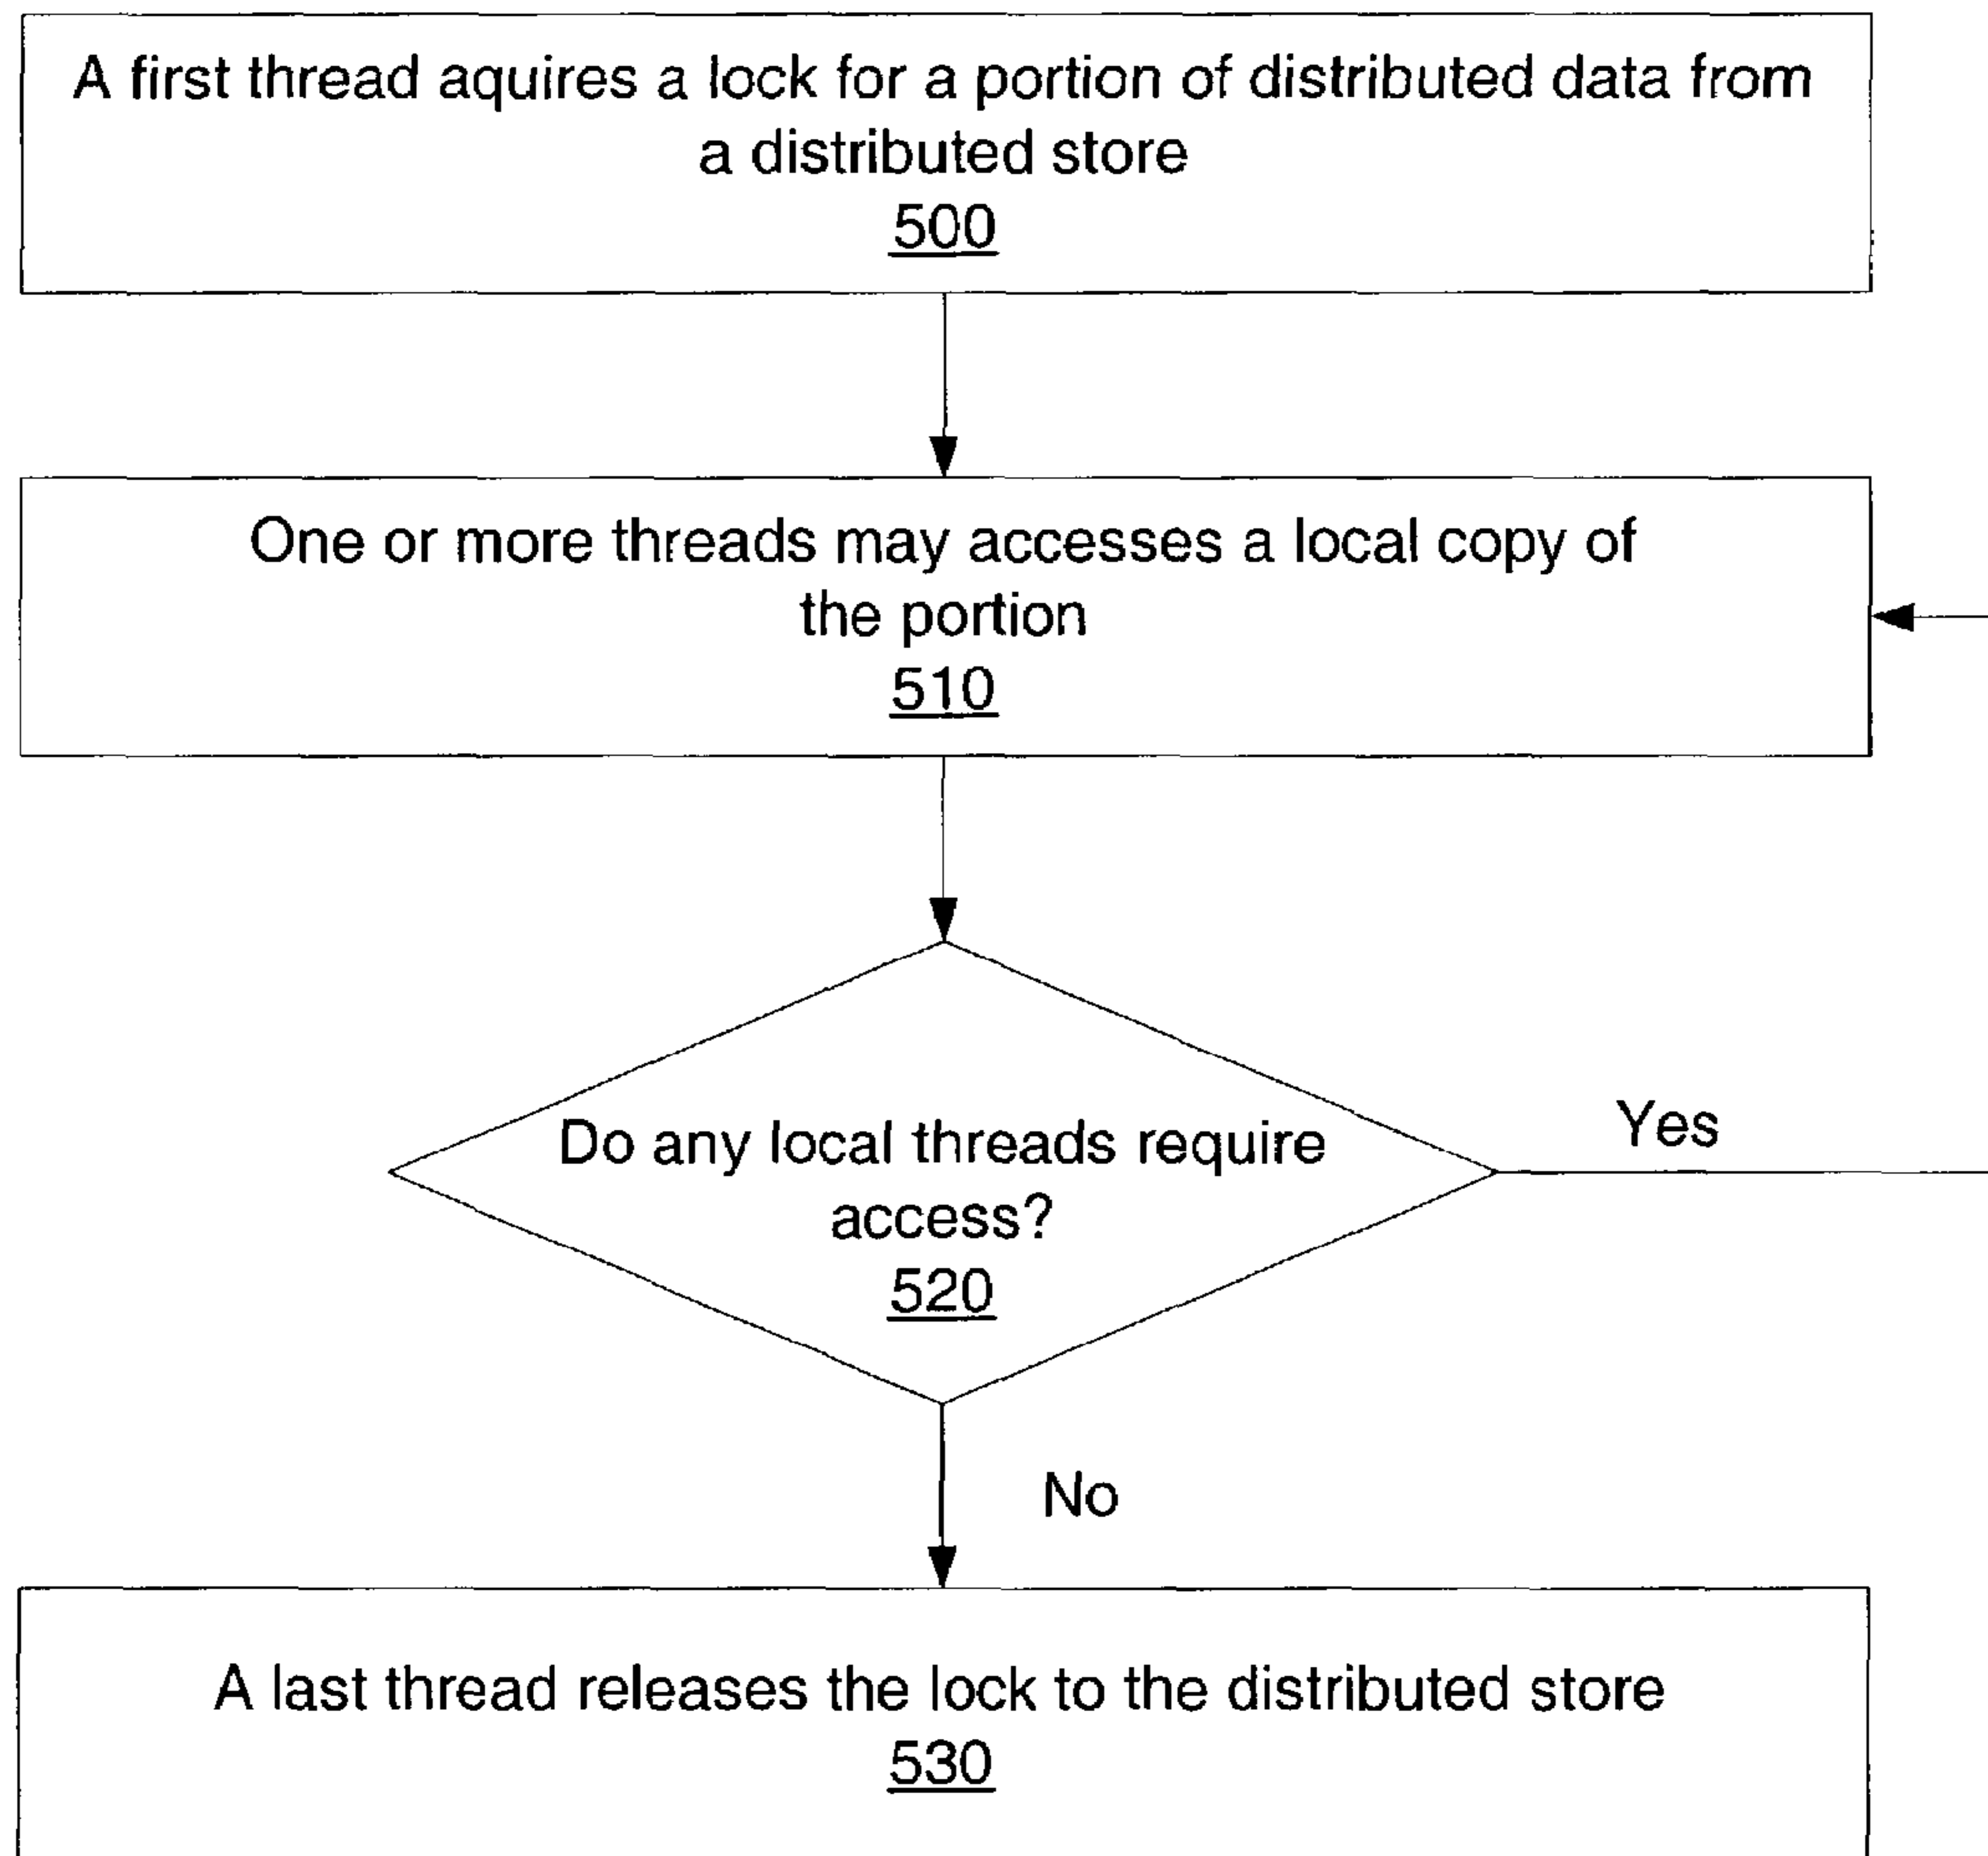 A first thread aquires a lock for a portion of distributed data from
a distributed store
500
One or more threads may accesses a local copy of
the portion
510
Do any local threads require
access?
520
Yes
No
A last thread releases the lock to the distributed store
530